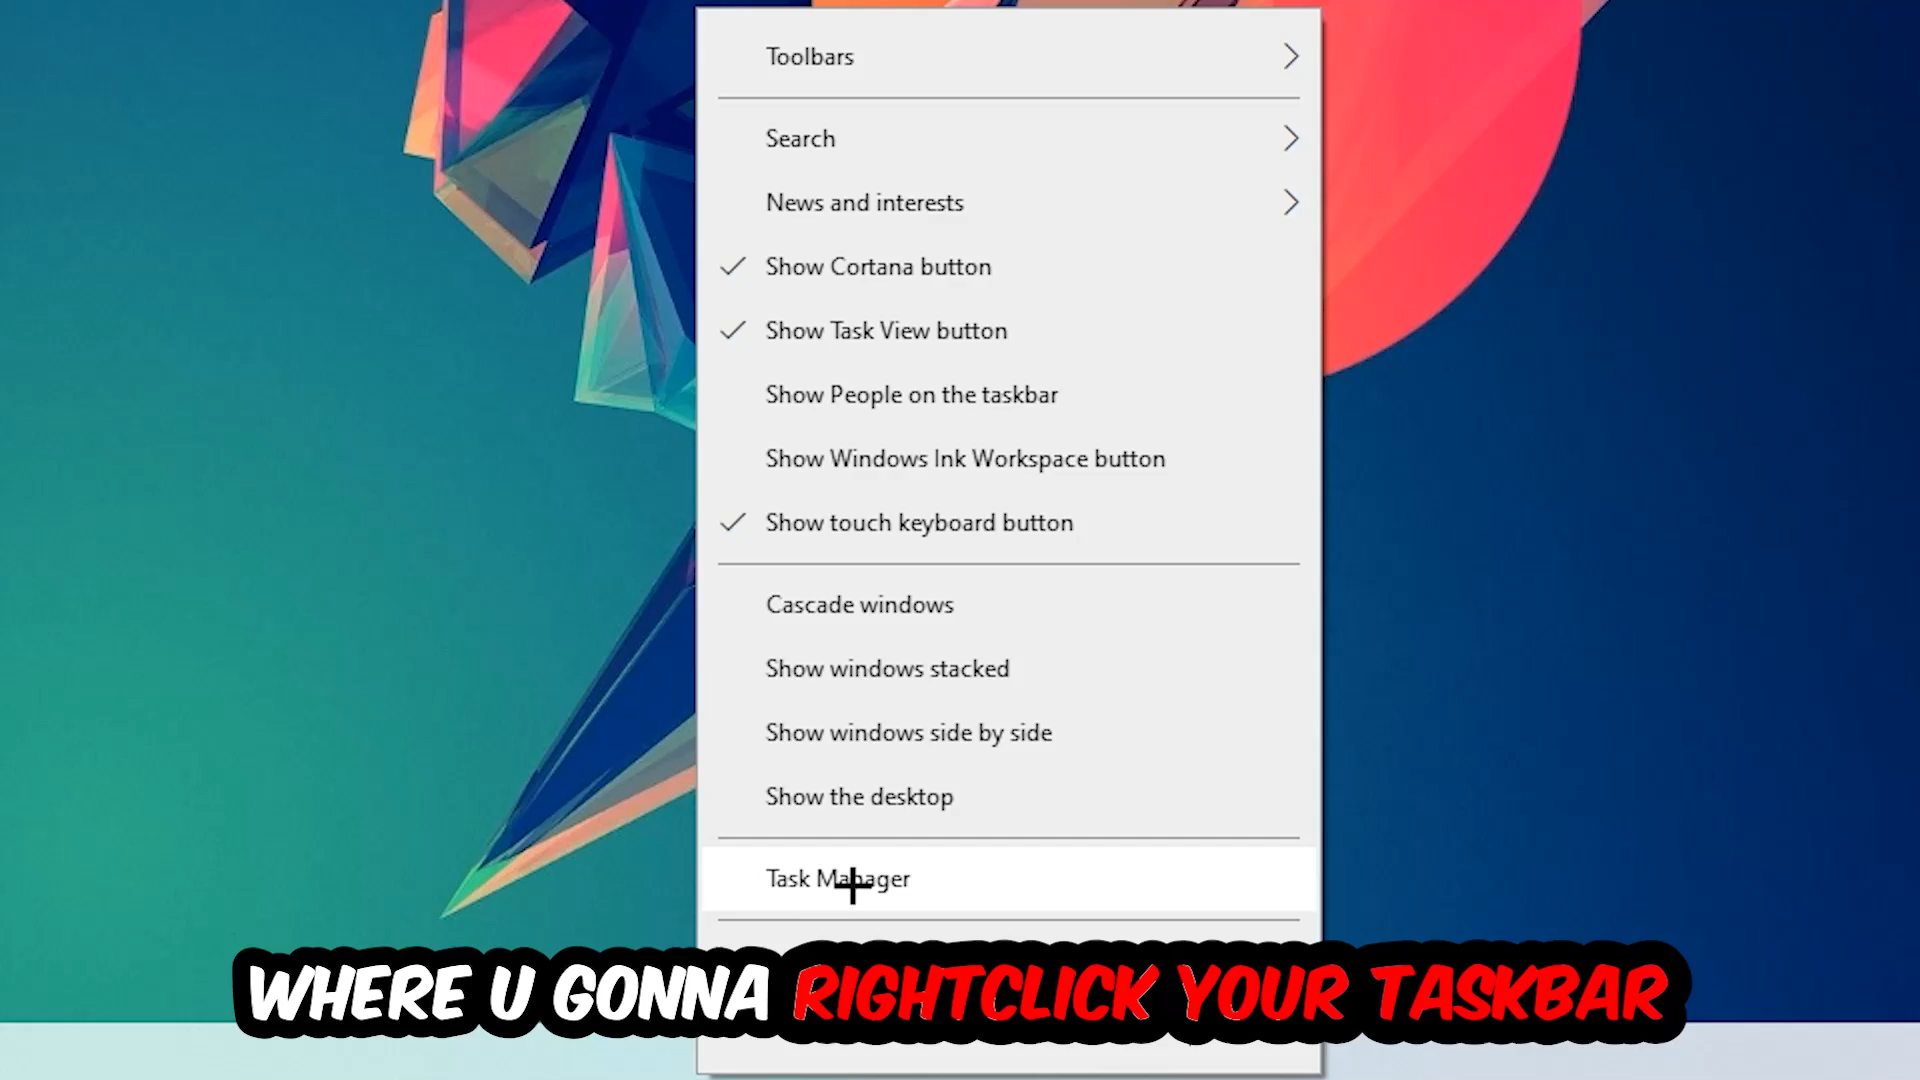 Toolbars
Search
News and interests
Show Cortana button
Show Task View button
Show People on the taskbar
Show Windows Ink Workspace button
Show touch keyboard button
Cascade windows
Show windows stacked
Show windows side by side
Show the desktop
Task Manager
WHERE U GONNA RIGHTCLICK YOUR TASKBAR